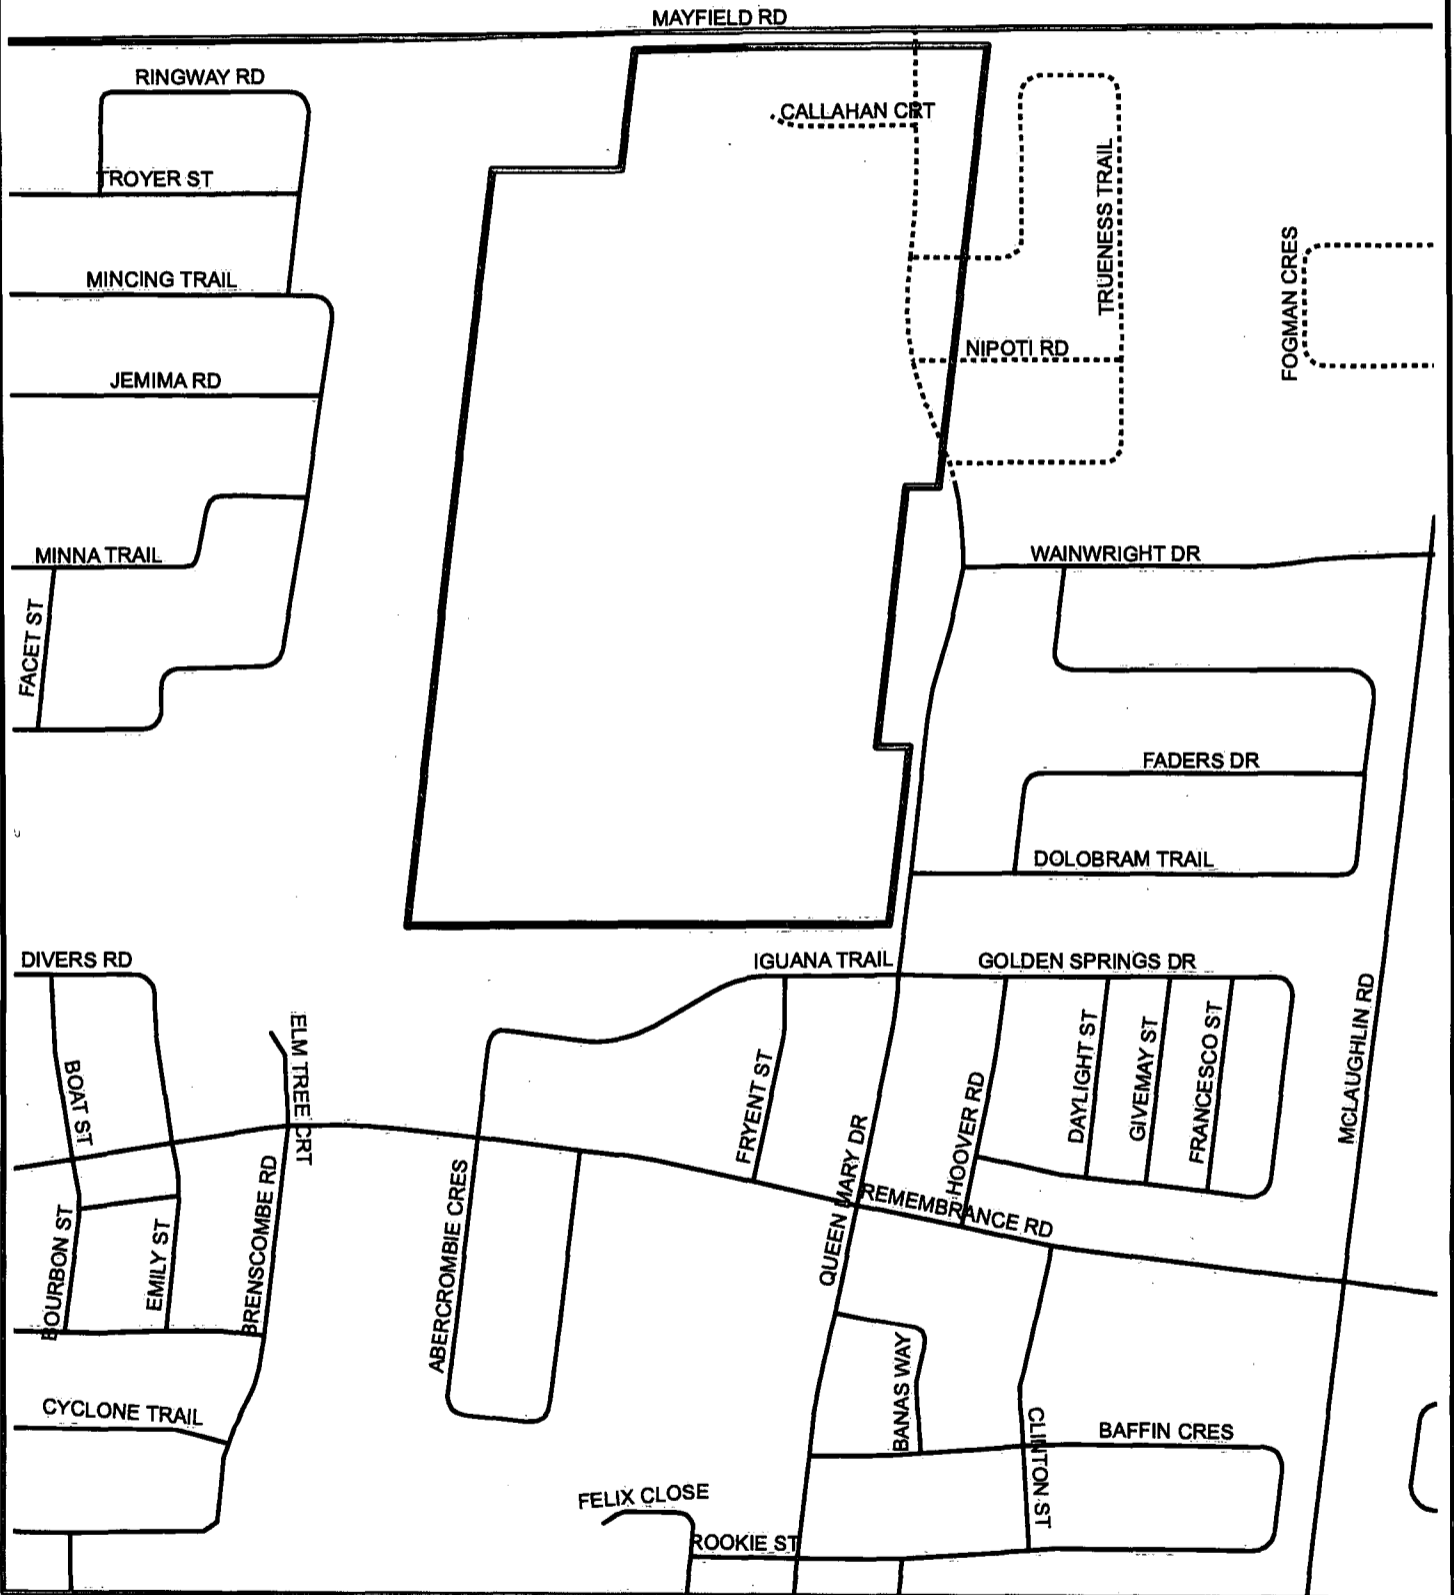 MAYFIELD RD
RINGWAY RD
CALLAHAN CRT
TROYER ST
TRUENESS TRAIL
FOGMAN CRES
MINCING TRAIL
NIPOTI RD
JEMIMA RD
MINNA TRAIL
WAINWRIGHT DR
FACET ST
FADERS DR
DOLOBRAM TRAIL
DIVERS RD
IGUANA TRAIL
GOLDEN SPRINGS DR
MCLAUGHLIN RD
BOAT ST
ELM TREE CRT
FRYENT ST
HOOVER RD
DAYLIGHT ST
GIVEMAY ST
FRANCESCO ST
QUEEN MARY DR
REMEMBRANCE RD
BOURBON ST
EMILY ST
BRENSCOMBE RD
ABERCROMBIE CRES
BANAS WAY
CYCLONE TRAIL
CLINTON ST
BAFFIN CRES
FELIX CLOSE
ROOKIE ST